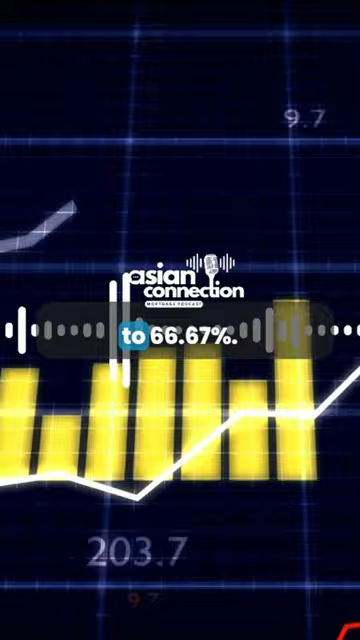 9.7
asian
connection
MORTGAGE PODCAST
to 66.67%.
203.7
9.7